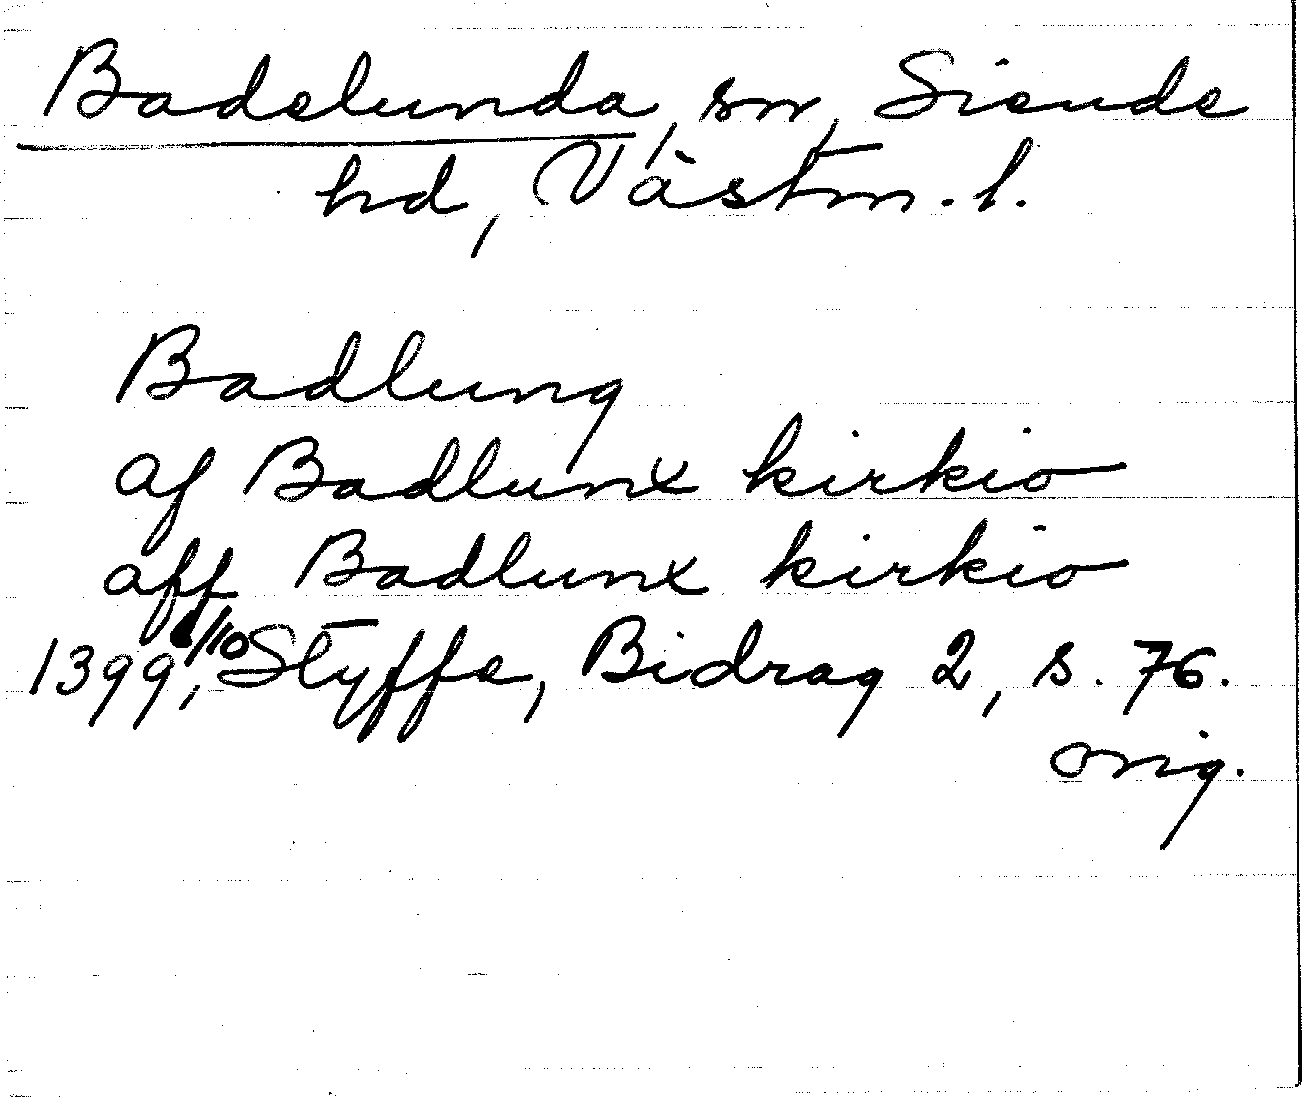 Badelunda, sn, Siende
hd, Västm. l.
Badlung
af Badlunx kirkio
aff Badlunx kirkio
1399, /10 Styffe, Bidrag 2, s. 76.
orig.